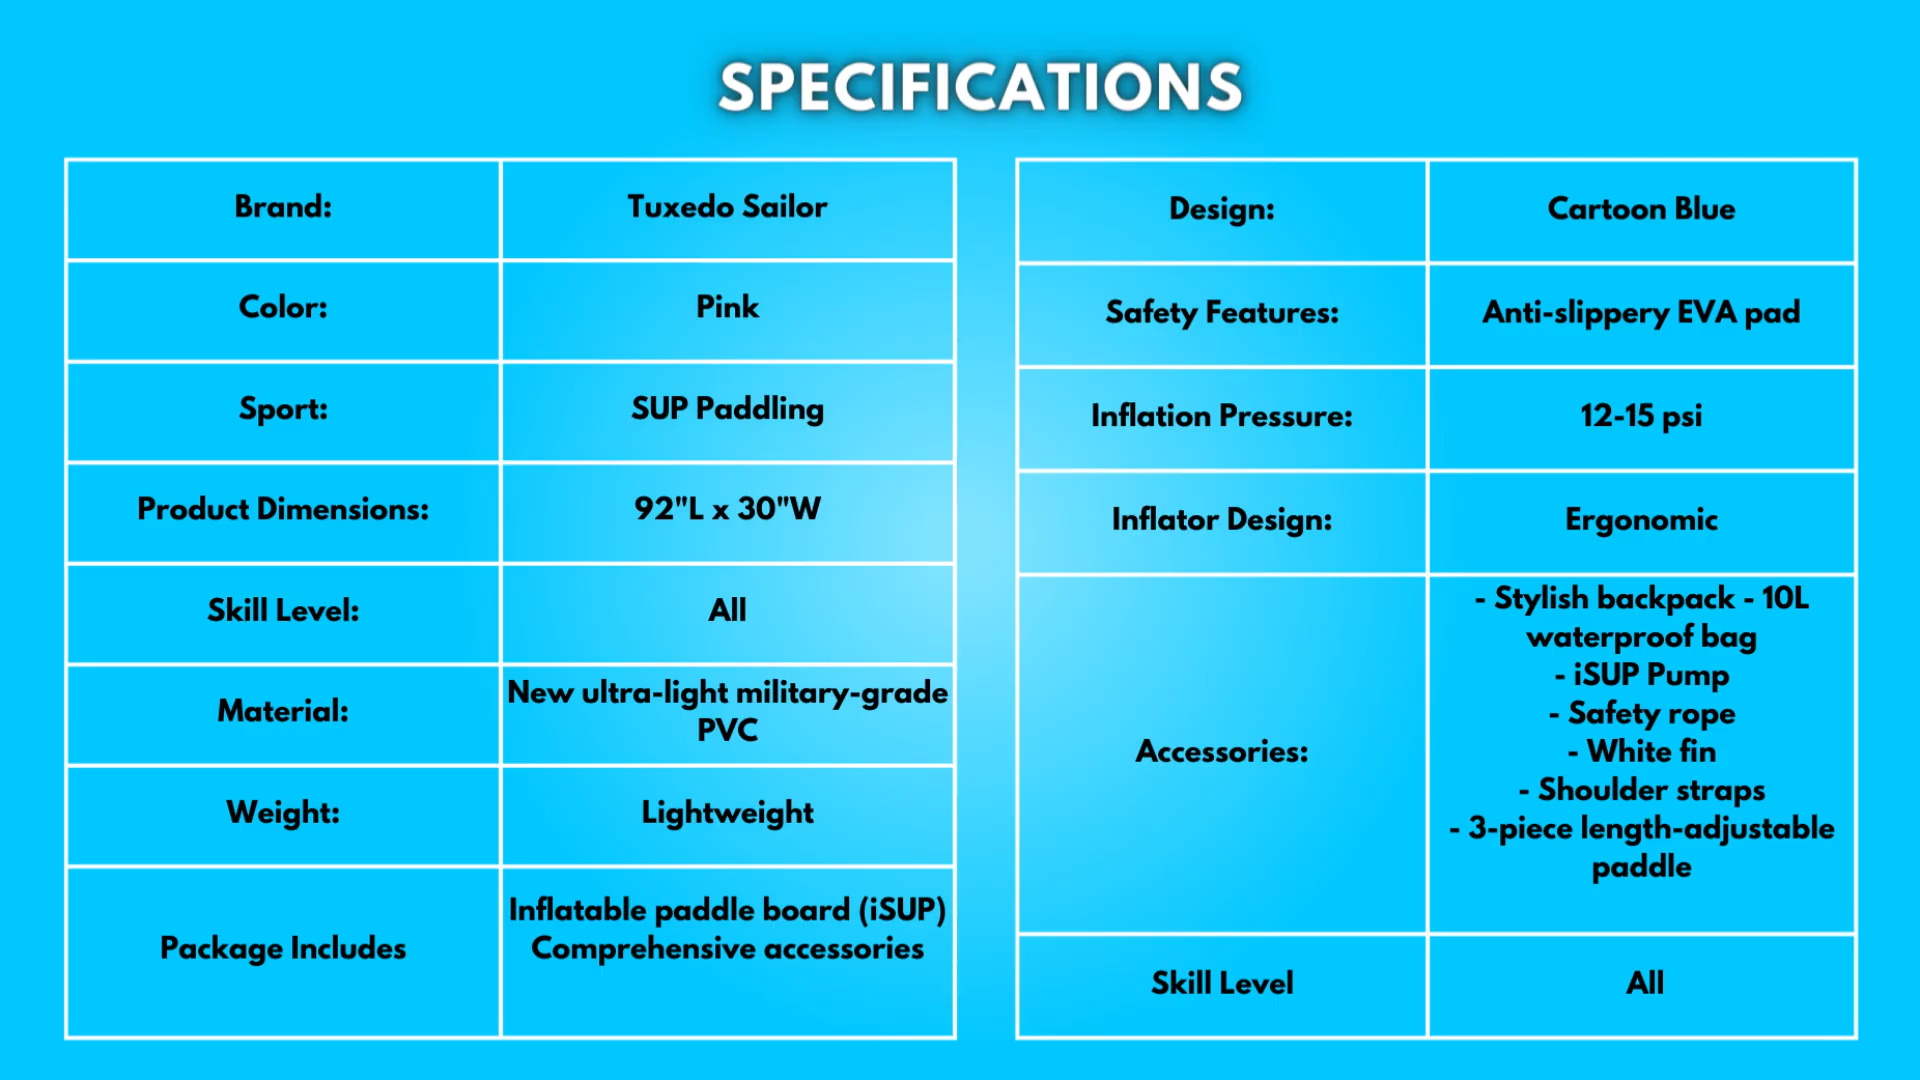 SPECIFICATIONS
Brand:
Tuxedo Sailor
Color:
Pink
Sport:
SUP Paddling
Product Dimensions:
92"L x 30"W
Skill Level:
All
Material:
New ultra-light military-grade
PVC
Weight:
Lightweight
Package Includes
Inflatable paddle board (iSUP)
Comprehensive accessories
Design:
Cartoon Blue
Safety Features:
Anti-slippery EVA pad
Inflation Pressure:
12-15 psi
Inflator Design:
Ergonomic
Accessories:
- Stylish backpack - 10L
waterproof bag
- iSUP Pump
- Safety rope
- White fin
- Shoulder straps
- 3-piece length-adjustable
paddle
Skill Level
All